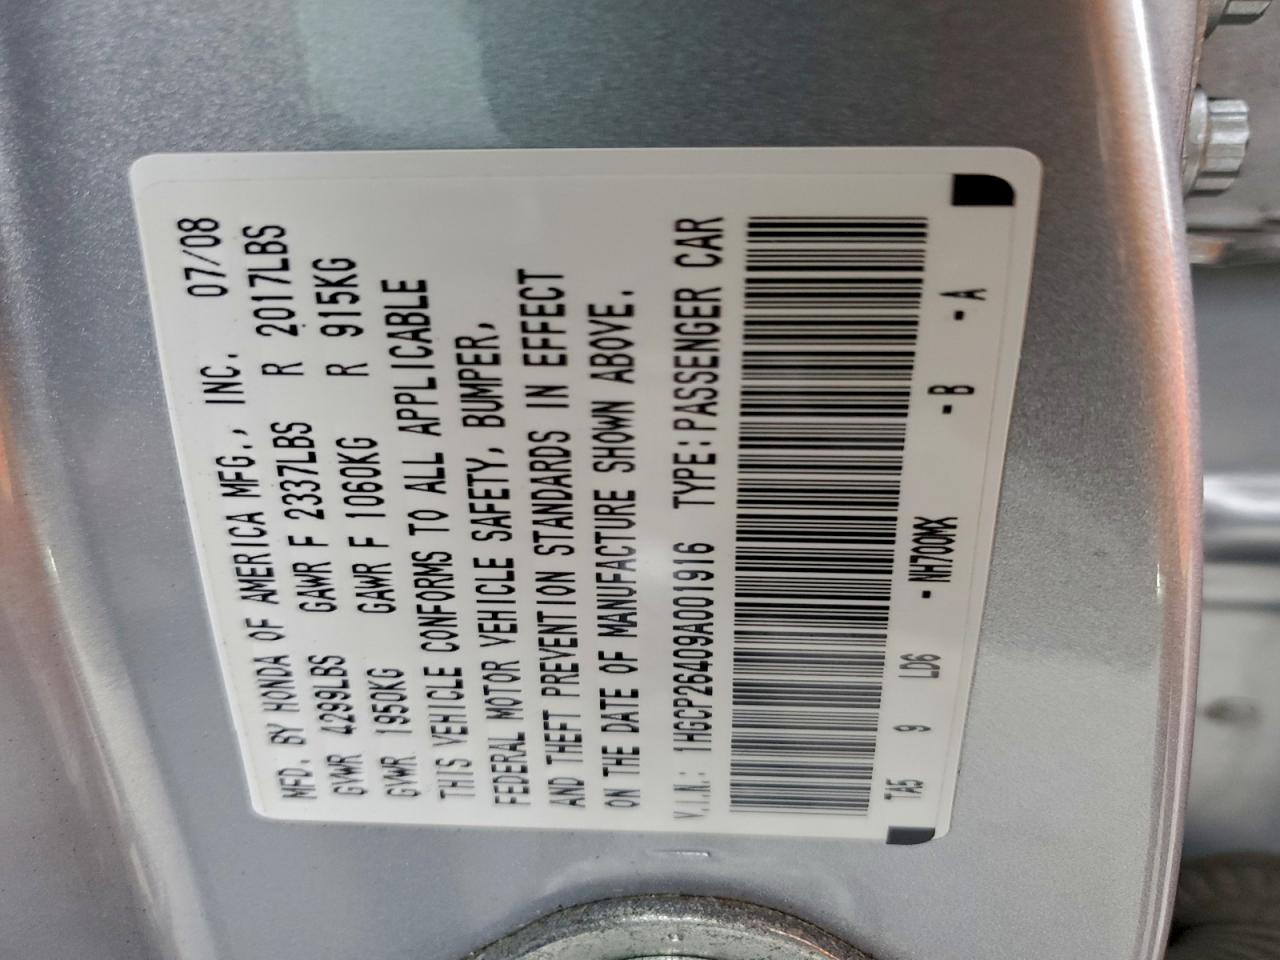 MFD. BY HONDA OF AMERICA MFG., INC. 07/08
GVWR 4299LBS GAWR F 2337LBS R 2017LBS
GVWR 1950KG GAWR F 1060KG R 915KG
THIS VEHICLE CONFORMS TO ALL APPLICABLE
FEDERAL MOTOR VEHICLE SAFETY, BUMPER,
AND THEFT PREVENTION STANDARDS IN EFFECT
ON THE DATE OF MANUFACTURE SHOWN ABOVE.
V.I.N.: 1HGCP26409A001916 TYPE:PASSENGER CAR
TA5 9 LD6 - NH700MX - B - A